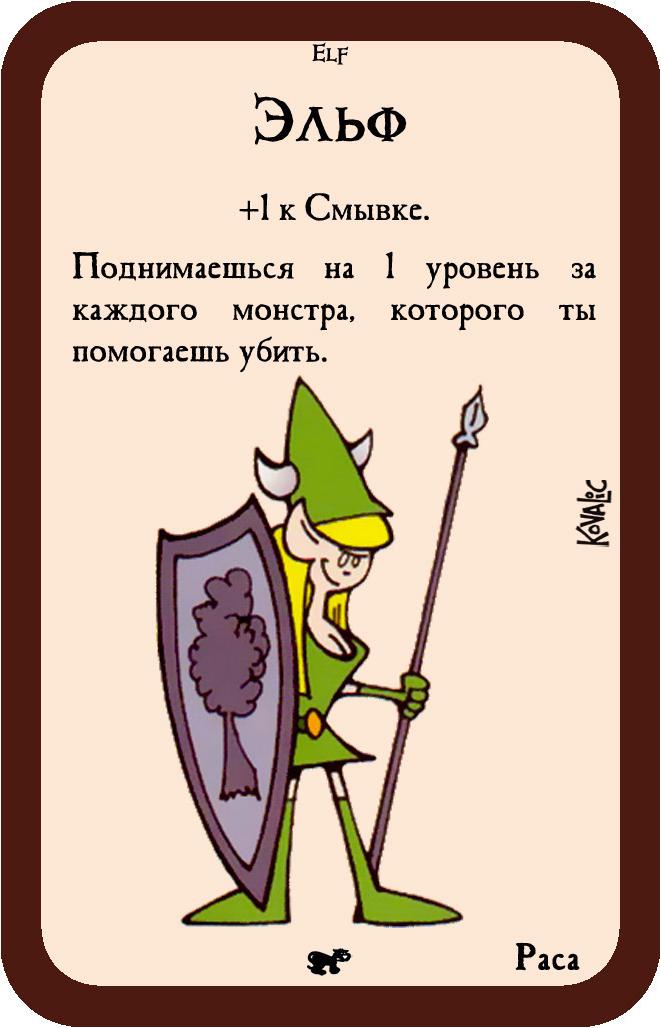 Elf
Эльф
+1 к Смывке.
Поднимаешься на 1 уровень за
каждого монстра, которого ты
помогаешь убить.
Kovalic
Раса